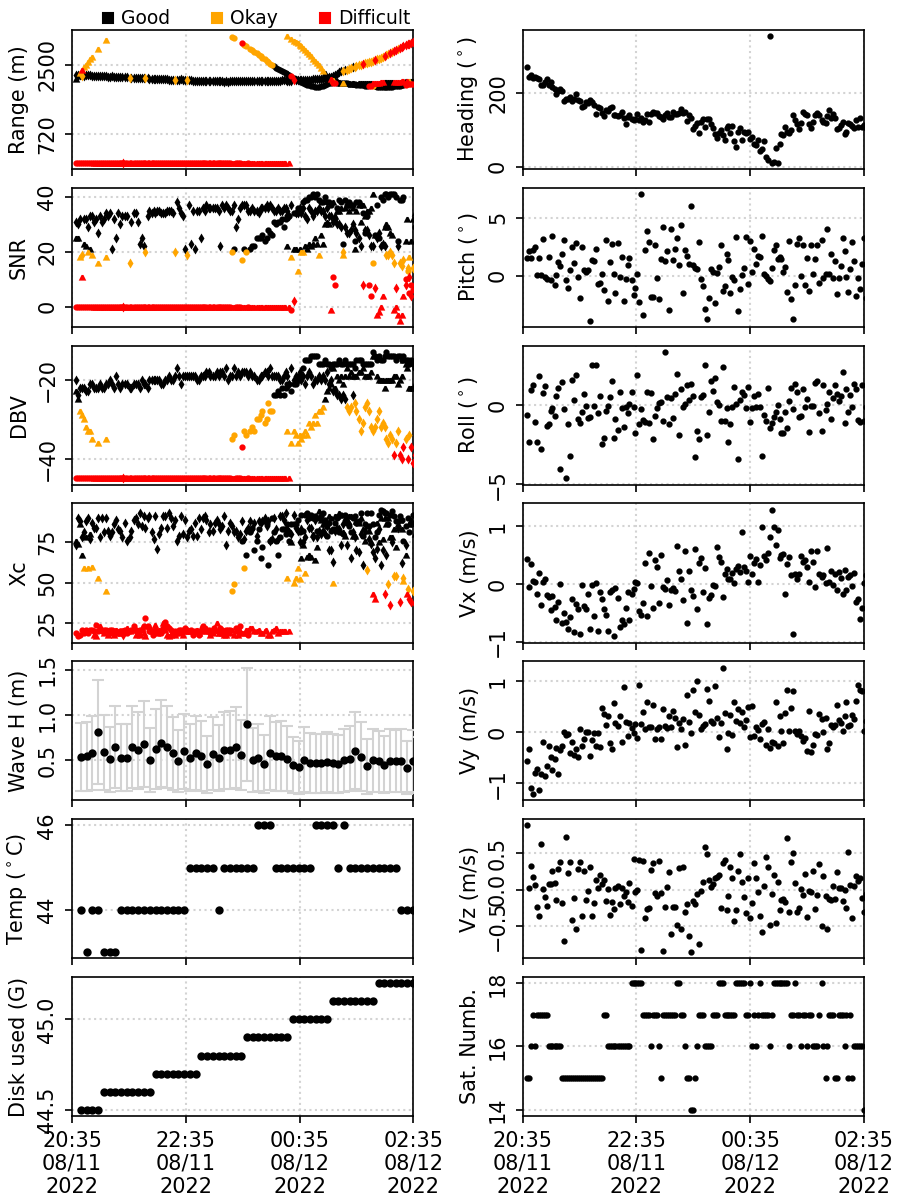 Good Okay Difficult
Range (m)
2500
720
Heading (°)
200
0
SNR
40
20
0
Pitch (°)
5
0
DBV
−20
−40
Roll (°)
0
−5
Xc
75
50
25
Vx (m/s)
1
0
−1
Wave H (m)
1.5
1.0
0.5
Vy (m/s)
1
0
−1
Temp (°C)
46
44
Vz (m/s)
0.5
0.0
−0.5
Disk used (G)
45.0
44.5
Sat. Numb.
18
16
14
20:35 22:35 00:35 02:35
08/11 08/11 08/12 08/12
2022 2022 2022 2022
20:35 22:35 00:35 02:35
08/11 08/11 08/12 08/12
2022 2022 2022 2022